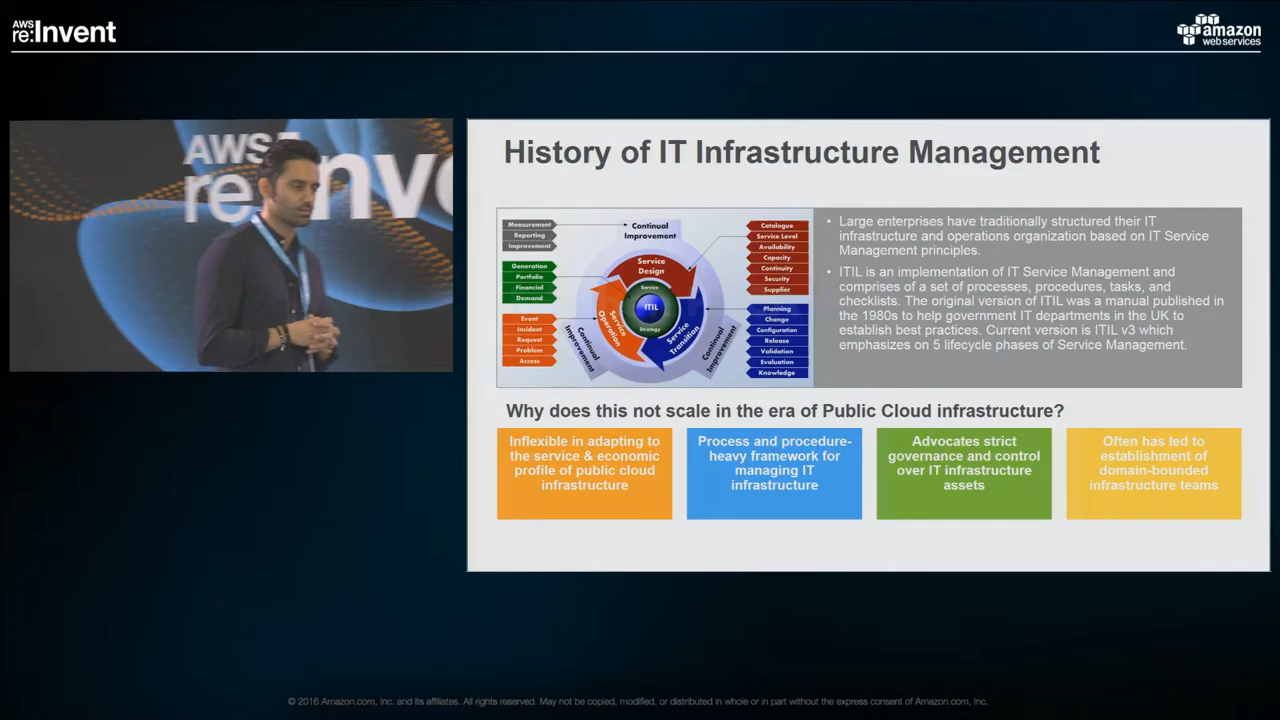 AWS
re:Invent
amazon
web services
AWS
re:Inve
History of IT Infrastructure Management
Measurement
Reporting
Improvement
Generation
Portfolio
Financial
Demand
Event
Incident
Request
Problem
Access
Continual
Improvement
Service
Design
Service
ITIL
Strategy
Service
Operation
Service
Transition
Continual
Improvement
Continual
Improvement
Catalogue
Service Level
Availability
Capacity
Continuity
Security
Supplier
Planning
Change
Configuration
Release
Validation
Evaluation
Knowledge
• Large enterprises have traditionally structured their IT
infrastructure and operations organization based on IT Service
Management principles.
• ITIL is an implementation of IT Service Management and
comprises of a set of processes, procedures, tasks, and
checklists. The original version of ITIL was a manual published in
the 1980s to help government IT departments in the UK to
establish best practices. Current version is ITIL v3 which
emphasizes on 5 lifecycle phases of Service Management.
Why does this not scale in the era of Public Cloud infrastructure?
Inflexible in adapting to
the service & economic
profile of public cloud
infrastructure
Process and procedure-
heavy framework for
managing IT
infrastructure
Advocates strict
governance and control
over IT infrastructure
assets
Often has led to
establishment of
domain-bounded
infrastructure teams
© 2016 Amazon.com, Inc. and its affiliates. All rights reserved. May not be copied, modified, or distributed in whole or in part without the express consent of Amazon.com, Inc.